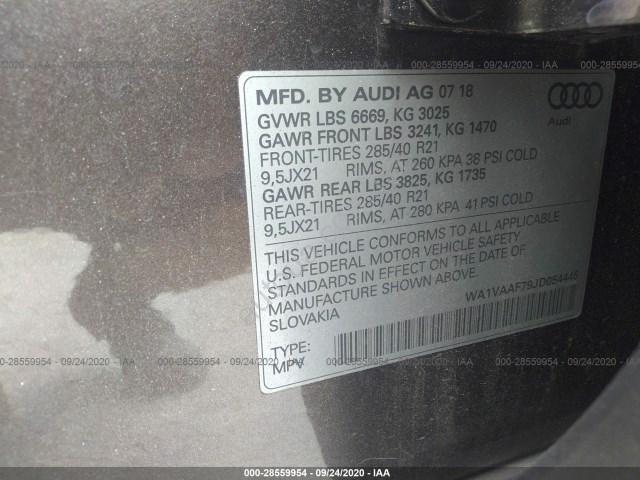 000-28559954 - 09/24/2020 - IAA
MFD. BY AUDI AG 07 18
GVWR LBS 6669, KG 3025
GAWR FRONT LBS 3241, KG 1470
FRONT-TIRES 285/40 R21
9,5JX21 RIMS, AT 260 KPA 38 PSI COLD
GAWR REAR LBS 3825, KG 1735
REAR-TIRES 285/40 R21
9,5JX21 RIMS, AT 280 KPA 41 PSI COLD
Audi
THIS VEHICLE CONFORMS TO ALL APPLICABLE
U.S. FEDERAL MOTOR VEHICLE SAFETY
STANDARDS IN EFFECT ON THE DATE OF
MANUFACTURE SHOWN ABOVE.
SLOVAKIA
WA1VAAF79JD054446
TYPE:
MPV
000-28559954 - 09/24/2020 - IAA